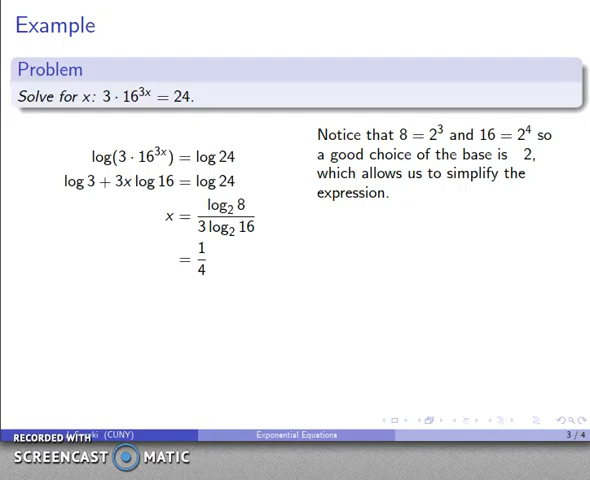 Example
Problem
Solve for x: 3 · 16^{3x} = 24.
log(3 · 16^{3x}) = log 24
log 3 + 3x log 16 = log 24
x = \frac{log_2 8}{3 log_2 16}
= \frac{1}{4}
Notice that 8 = 2^3 and 16 = 2^4 so
a good choice of the base is 2,
which allows us to simplify the
expression.
(CUNY)
Exponential Equations
3 / 4
RECORDED WITH
SCREENCAST MATIC